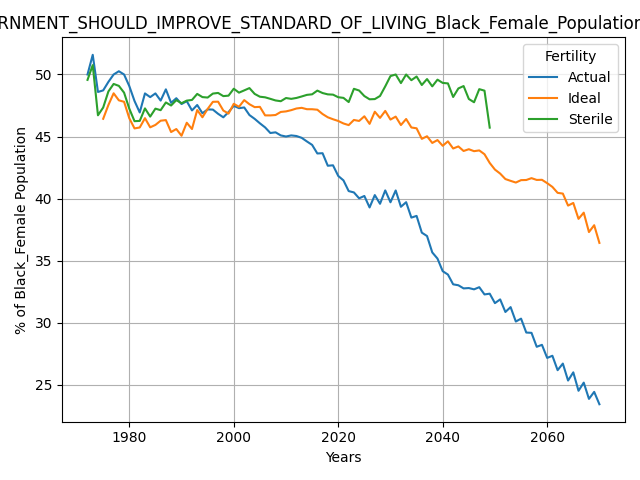 RNMENT_SHOULD_IMPROVE_STANDARD_OF_LIVING_Black_Female_Population
Fertility
Actual
Ideal
Sterile
% of Black_Female Population
50
45
40
35
30
25
1980
2000
2020
2040
2060
Years